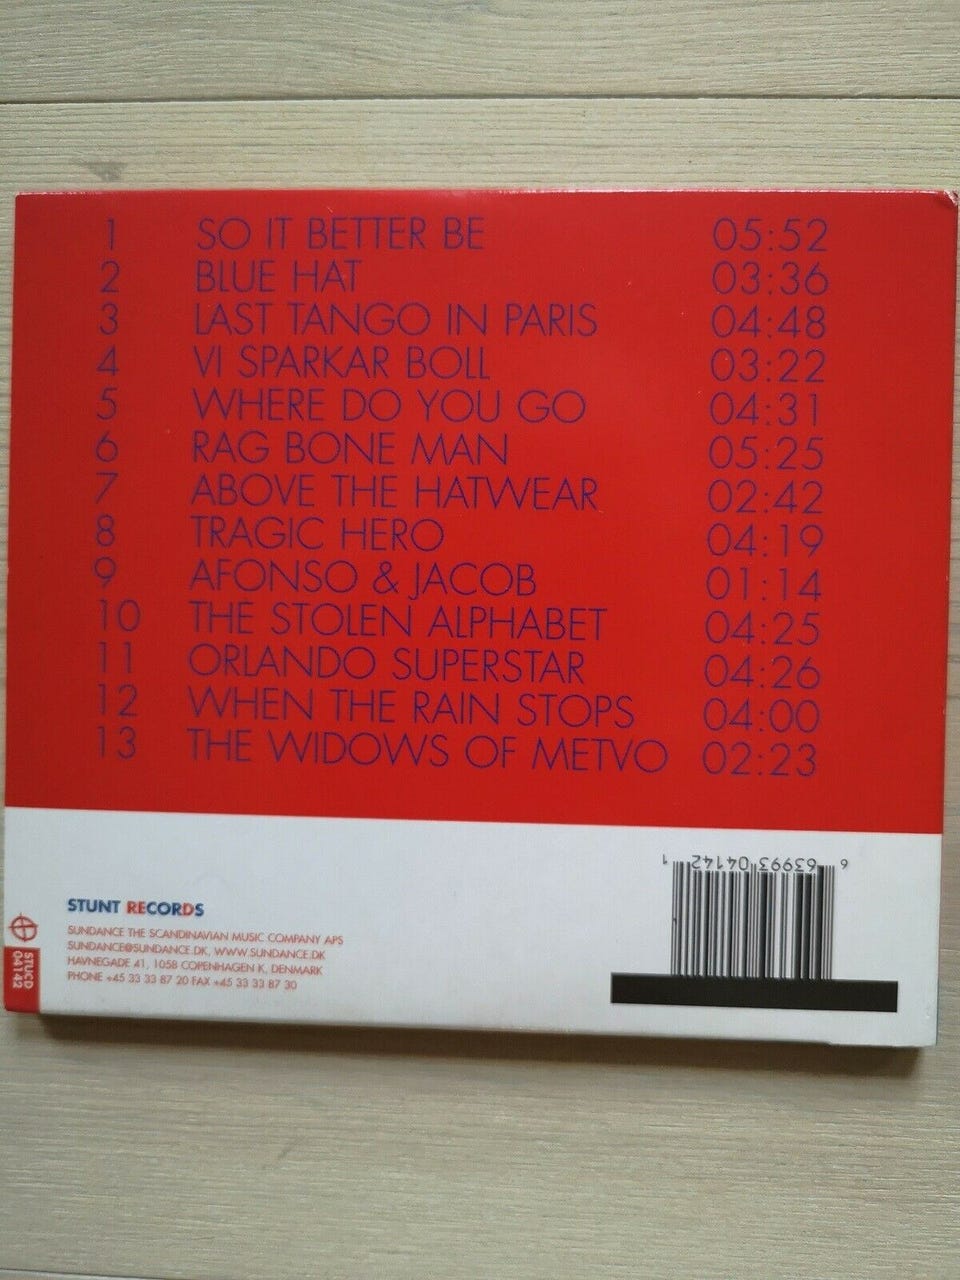 1 SO IT BETTER BE 05:52
2 BLUE HAT 03:36
3 LAST TANGO IN PARIS 04:48
4 VI SPARKAR BOLL 03:22
5 WHERE DO YOU GO 04:31
6 RAG BONE MAN 05:25
7 ABOVE THE HATWEAR 02:42
8 TRAGIC HERO 04:19
9 AFONSO & JACOB 01:14
10 THE STOLEN ALPHABET 04:25
11 ORLANDO SUPERSTAR 04:26
12 WHEN THE RAIN STOPS 04:00
13 THE WIDOWS OF METVO 02:23
STUNT RECORDS
SUNDANCE THE SCANDINAVIAN MUSIC COMPANY APS
SUNDANCE@SUNDANCE.DK, WWW.SUNDANCE.DK
HAVNEGADE 41, 1058 COPENHAGEN K, DENMARK
PHONE +45 33 33 87 20 FAX +45 33 33 87 30
STUCD
04142
6 63993 04142 1